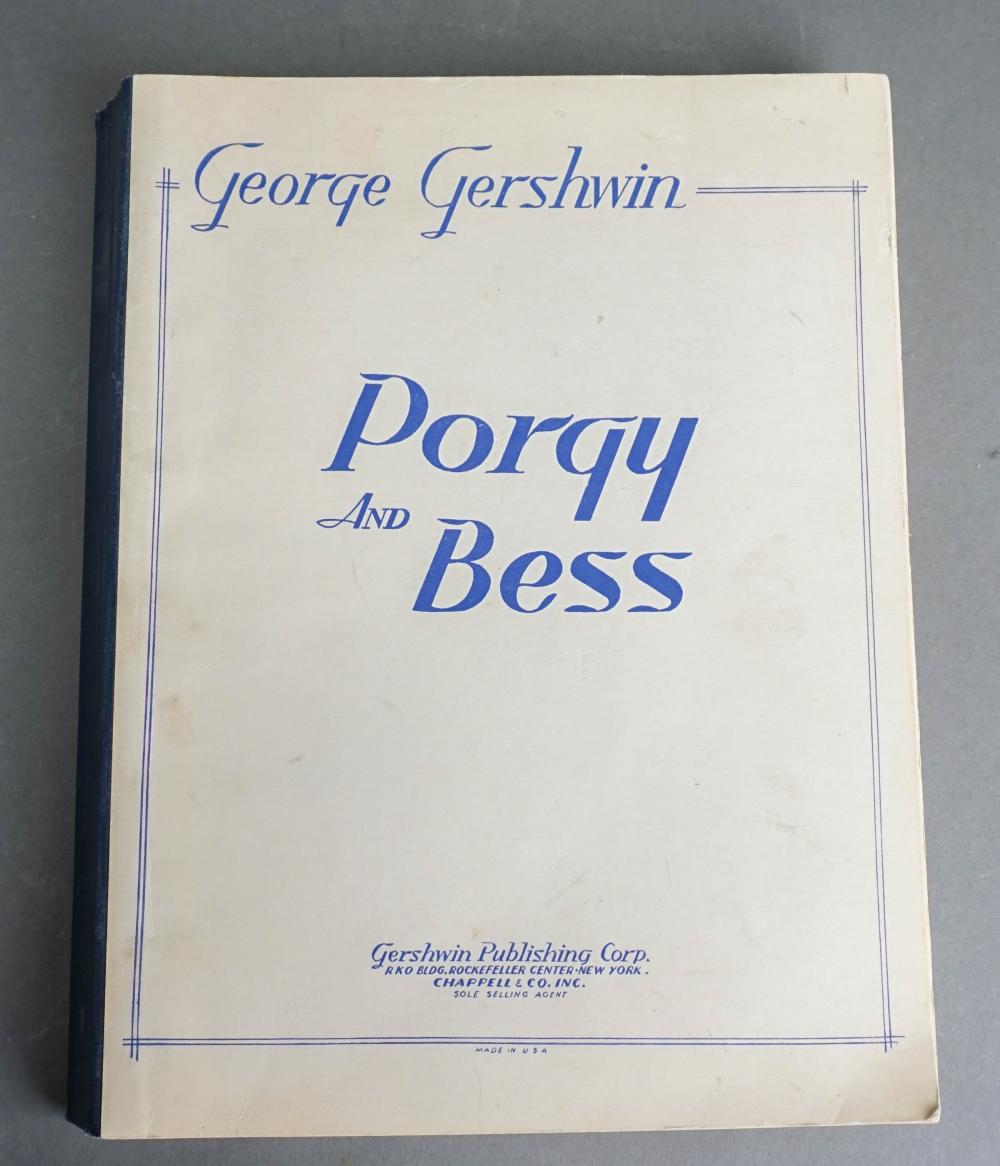 George Gershwin
Porgy
AND
Bess
Gershwin Publishing Corp.
RKO BLDG. ROCKEFELLER CENTER · NEW YORK.
CHAPPELL & CO. INC.
SOLE SELLING AGENT
MADE IN U S A